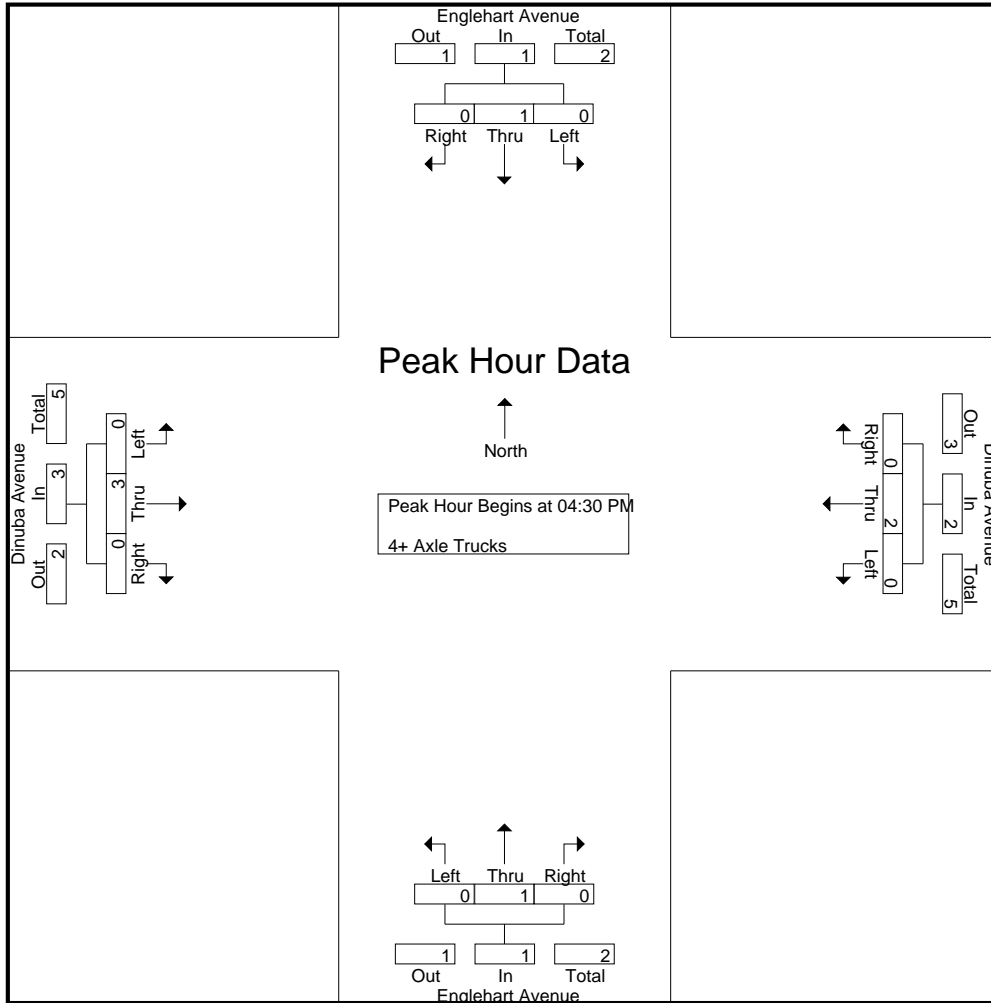 Englehart Avenue
Out In Total
1 1 2
0 1 0
Right Thru Left
Peak Hour Data
North
Peak Hour Begins at 04:30 PM
4+ Axle Trucks
Dinuba Avenue
Out In Total
2 3 5
0 3 0
Right Thru Left
Dinuba Avenue
Out In Total
3 2 5
0 2 0
Right Thru Left
Left Thru Right
0 1 0
1 1 2
Out In Total
Englehart Avenue